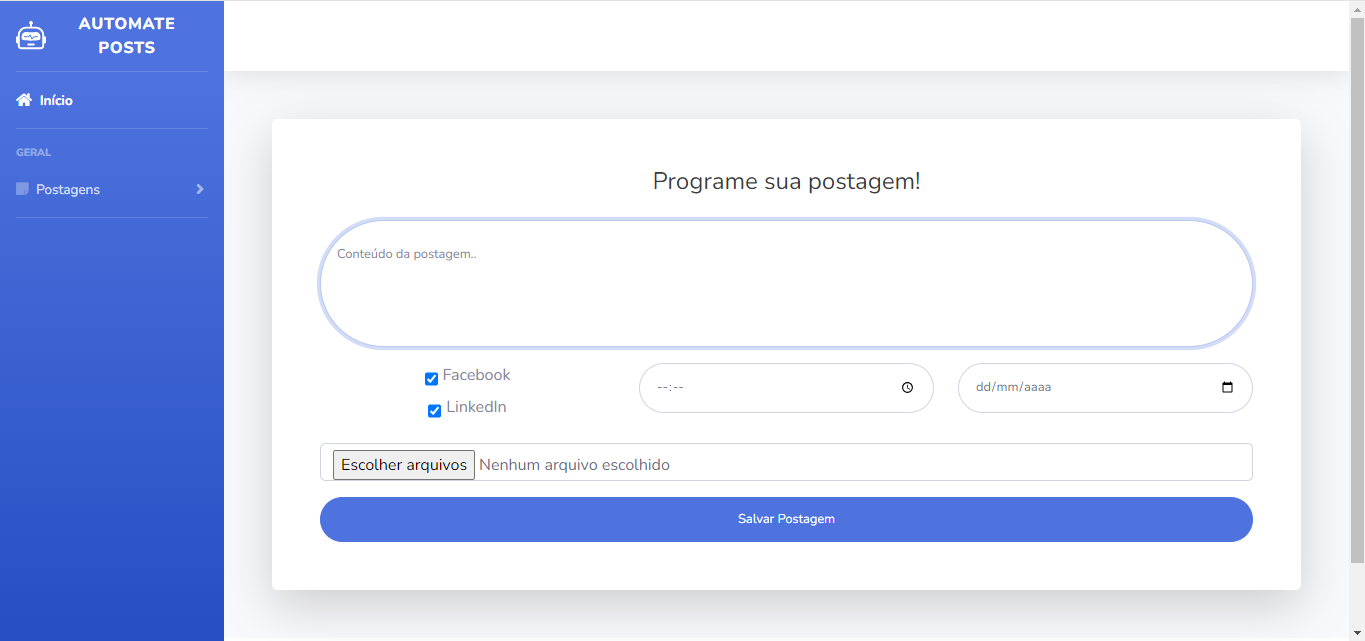 AUTOMATE
POSTS
Início
GERAL
Postagens
Programe sua postagem!
Conteúdo da postagem..
Facebook
LinkedIn
--:--
dd/mm/aaaa
Escolher arquivos Nenhum arquivo escolhido
Salvar Postagem